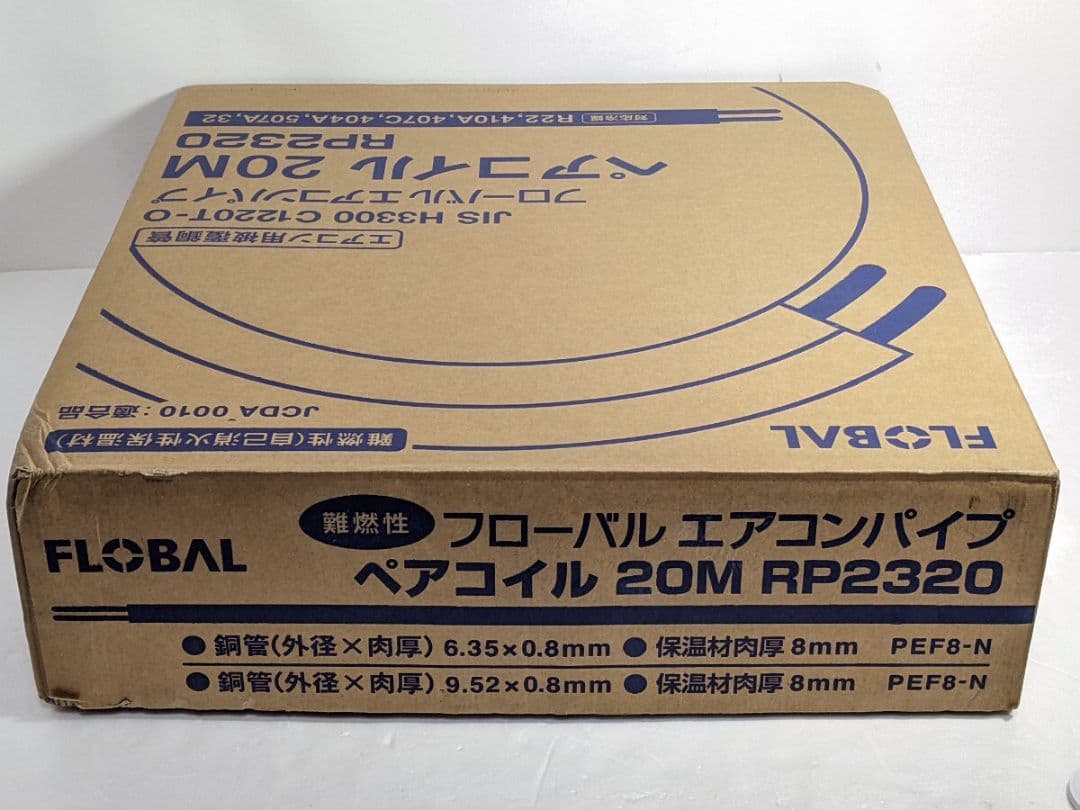 対応冷媒 R22,410A,407C,404A,507A,32
RP2320
ペアコイル 20M
フローバル エアコンパイプ
JIS H3300 C1220T-O
エアコン用被覆銅管
JCDA 0010:適合品
難燃性(自己消火性保温材)
FLOBAL
FLOBAL
難燃性 フローバル エアコンパイプ
ペアコイル 20M RP2320
● 銅管(外径×肉厚) 6.35×0.8mm ● 保温材肉厚 8mm PEF8-N
● 銅管(外径×肉厚) 9.52×0.8mm ● 保温材肉厚 8mm PEF8-N